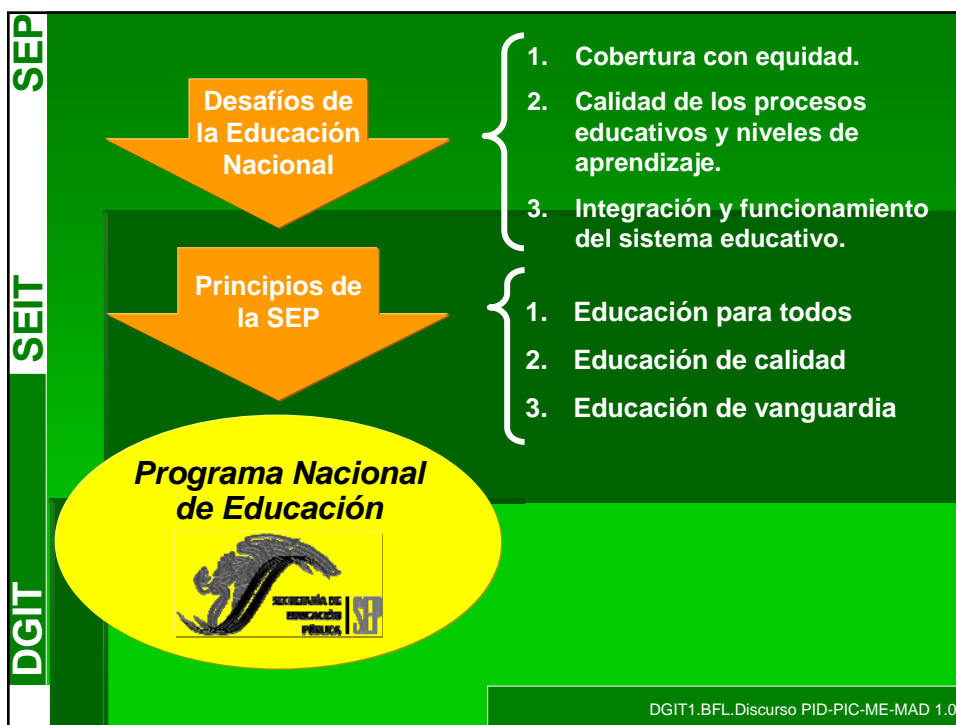 SEP
SEIT
DGIT
Desafíos de
la Educación
Nacional
1. Cobertura con equidad.
2. Calidad de los procesos
educativos y niveles de
aprendizaje.
3. Integración y funcionamiento
del sistema educativo.
Principios de
la SEP
1. Educación para todos
2. Educación de calidad
3. Educación de vanguardia
Programa Nacional
de Educación
SECRETARÍA DE
EDUCACIÓN
PÚBLICA
SEP
DGIT1.BFL.Discurso PID-PIC-ME-MAD 1.0